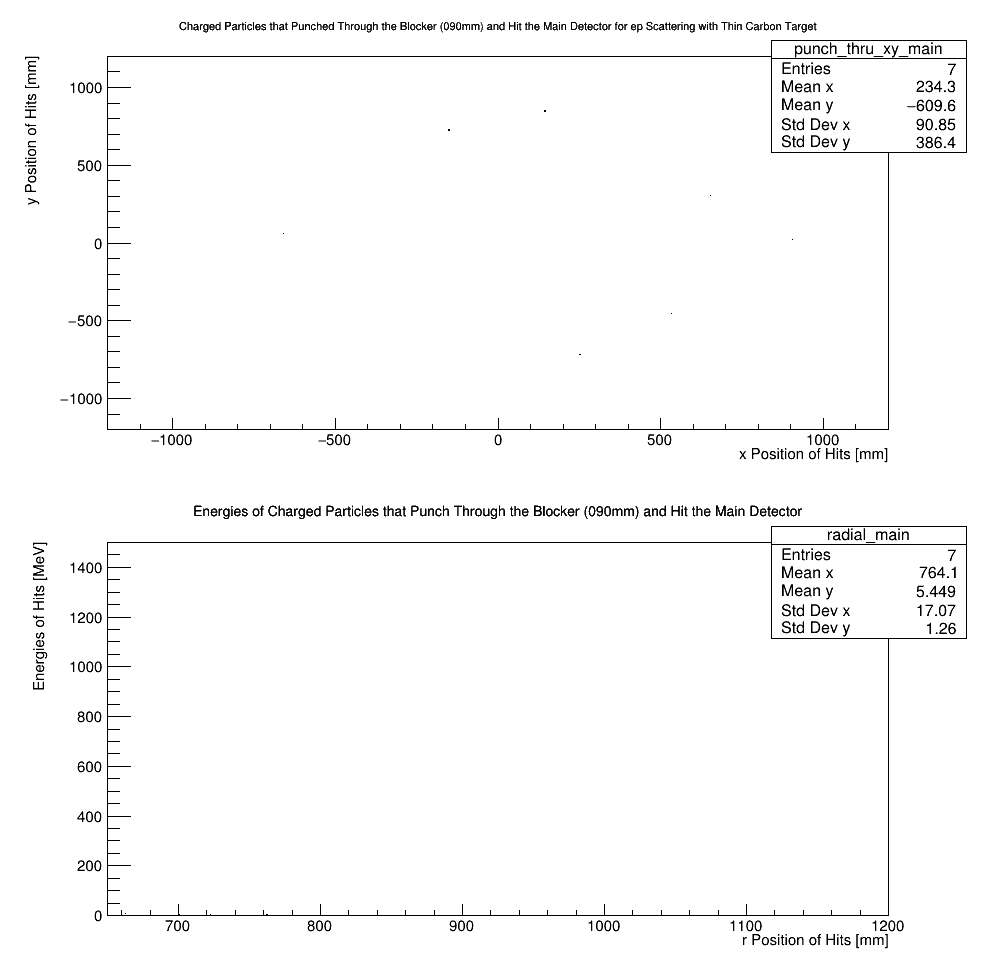 Charged Particles that Punched Through the Blocker (090mm) and Hit the Main Detector for ep Scattering with Thin Carbon Target
y Position of Hits [mm]
punch_thru_xy_main
Entries 7
Mean x 234.3
Mean y −609.6
Std Dev x 90.85
Std Dev y 386.4
1000
500
0
−500
−1000
−1000 −500 0 500 1000
x Position of Hits [mm]
Energies of Charged Particles that Punch Through the Blocker (090mm) and Hit the Main Detector
Energies of Hits [MeV]
radial_main
Entries 7
Mean x 764.1
Mean y 5.449
Std Dev x 17.07
Std Dev y 1.26
1400
1200
1000
800
600
400
200
0
700 800 900 1000 1100 1200
r Position of Hits [mm]